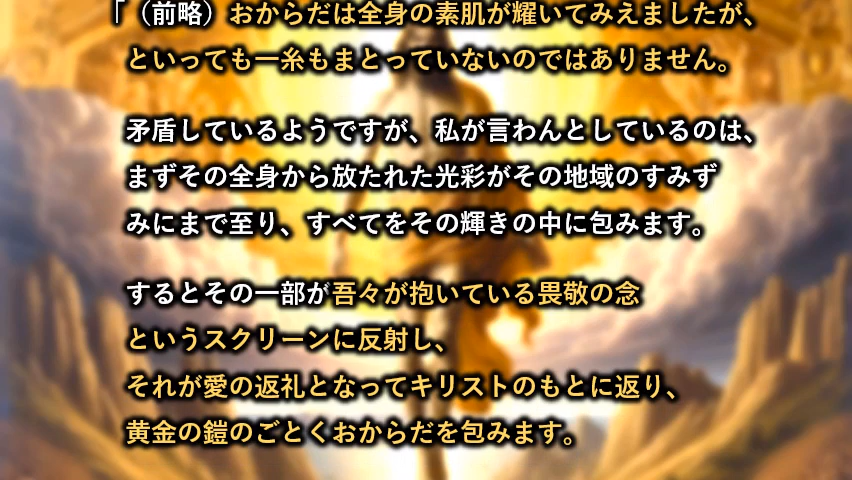 「（前略）おからだは全身の素肌が耀いてみえましたが、
といっても一糸もまとっていないのではありません。
矛盾しているようですが、私が言わんとしているのは、
まずその全身から放たれた光彩がその地域のすみず
みにまで至り、すべてをその輝きの中に包みます。
するとその一部が吾々が抱いている畏敬の念
というスクリーンに反射し、
それが愛の返礼となってキリストのもとに返り、
黄金の鎧のごとくおからだを包みます。